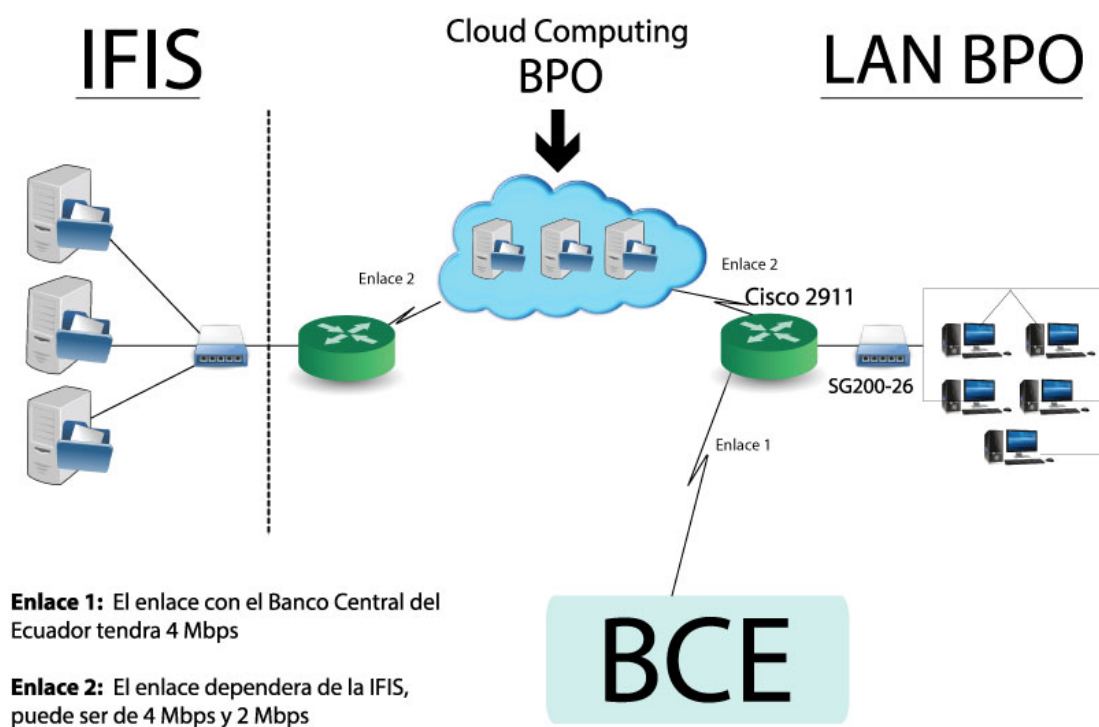 IFIS
Cloud Computing
BPO
LAN BPO
Enlace 2
Enlace 2
Cisco 2911
SG200-26
Enlace 1
Enlace 1: El enlace con el Banco Central del
Ecuador tendra 4 Mbps
BCE
Enlace 2: El enlace dependera de la IFIS,
puede ser de 4 Mbps y 2 Mbps